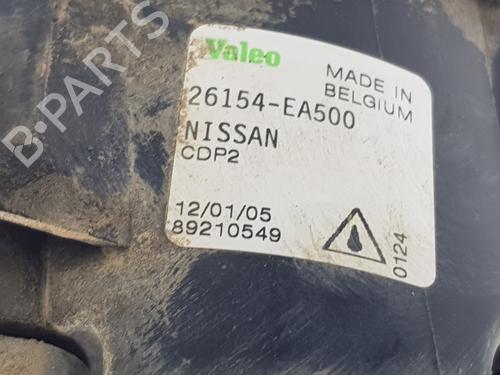 B-PARTS
Valeo
MADE IN
BELGIUM
26154-EA500
NISSAN
CDP2
12/01/05
89210549
0124